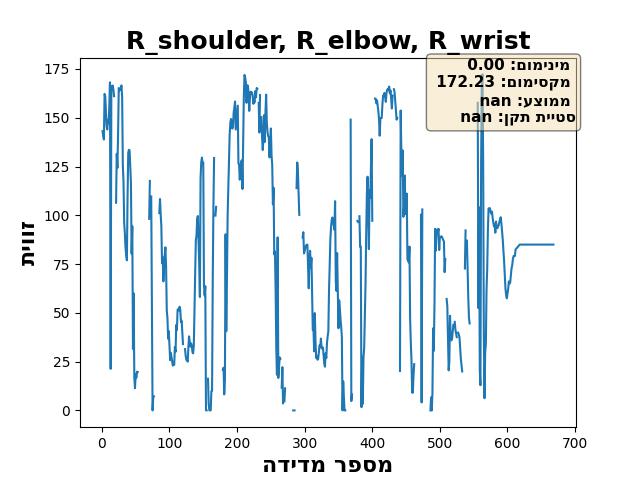 R_shoulder, R_elbow, R_wrist
מינימום: 0.00
מקסימום: 172.23
ממוצע: nan
סטיית תקן: nan
175
150
125
100
75
50
25
0
זווית
0 100 200 300 400 500 600 700
מספר מדידה